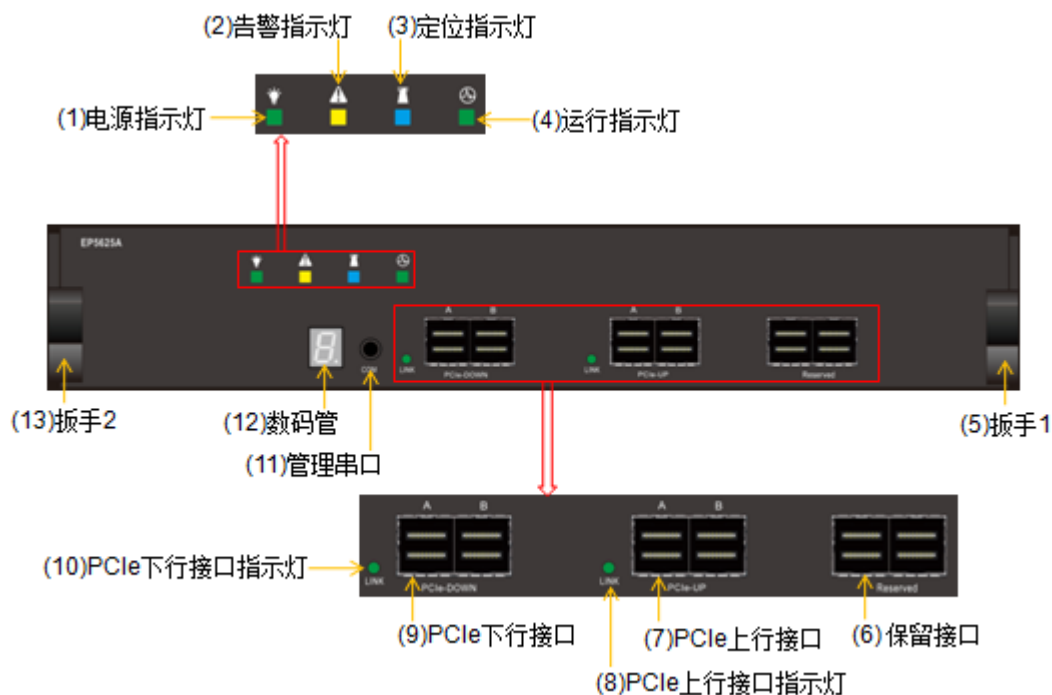 (2)告警指示灯
(3)定位指示灯
(1)电源指示灯
(4)运行指示灯
EP5625A
A
B
A
B
LINK
COM
PCIe-DOWN
LINK
PCIe-UP
Reserved
(13)扳手2
(12)数码管
(5)扳手1
(11)管理串口
A
B
A
B
(10)PCIe下行接口指示灯
LINK
PCIe-DOWN
LINK
PCIe-UP
Reserved
(9)PCIe下行接口
(7)PCIe上行接口
(6)保留接口
(8)PCIe上行接口指示灯